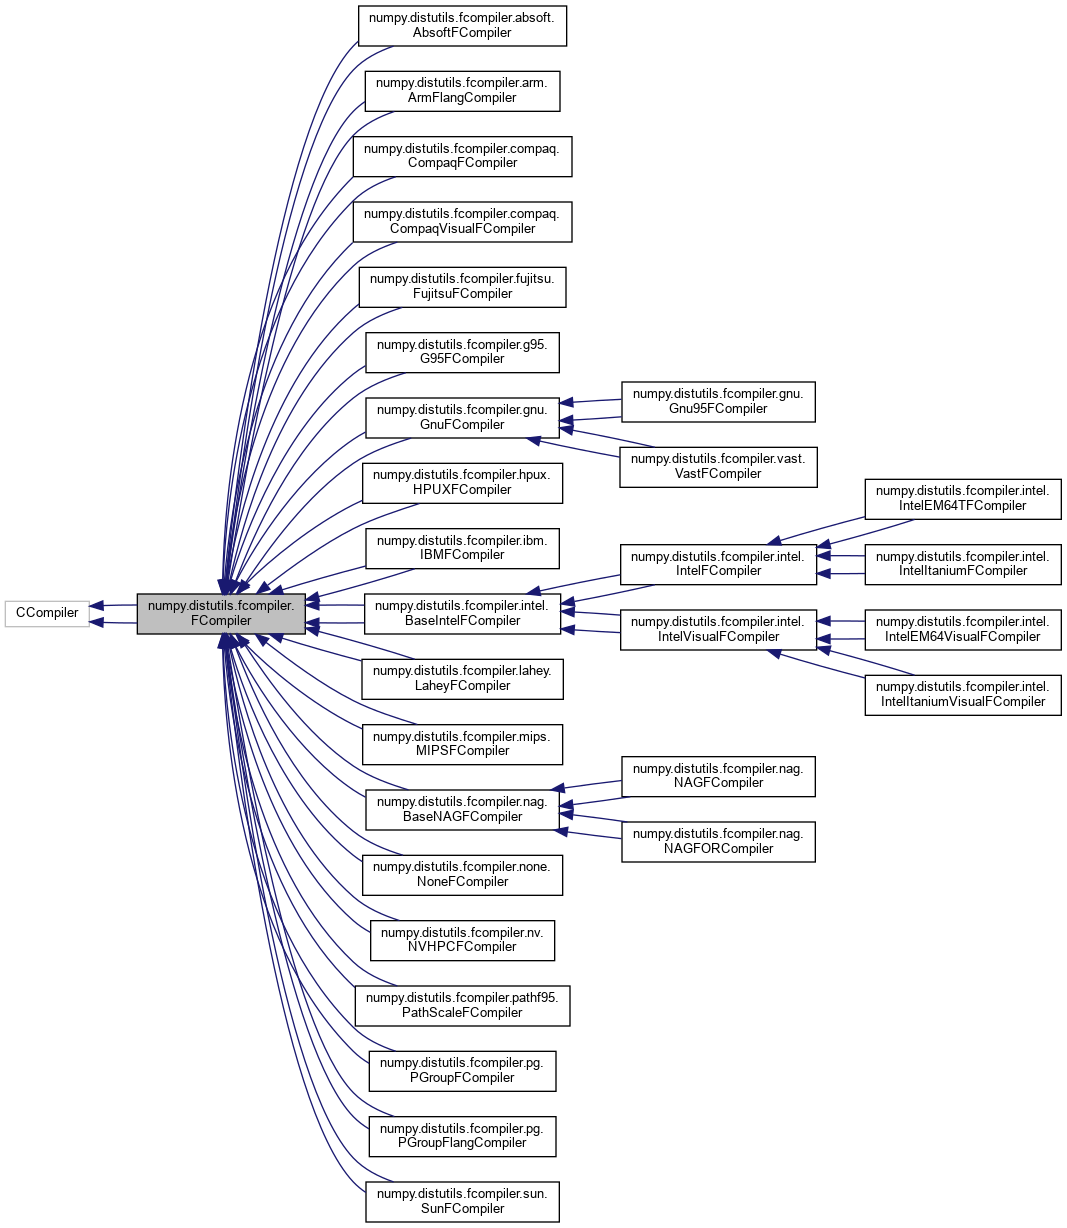 CCompiler
numpy.distutils.fcompiler.
FCompiler
numpy.distutils.fcompiler.absoft.
AbsoftFCompiler
numpy.distutils.fcompiler.arm.
ArmFlangCompiler
numpy.distutils.fcompiler.compaq.
CompaqFCompiler
numpy.distutils.fcompiler.compaq.
CompaqVisualFCompiler
numpy.distutils.fcompiler.fujitsu.
FujitsuFCompiler
numpy.distutils.fcompiler.g95.
G95FCompiler
numpy.distutils.fcompiler.gnu.
GnuFCompiler
numpy.distutils.fcompiler.hpux.
HPUXFCompiler
numpy.distutils.fcompiler.ibm.
IBMFCompiler
numpy.distutils.fcompiler.intel.
BaseIntelFCompiler
numpy.distutils.fcompiler.lahey.
LaheyFCompiler
numpy.distutils.fcompiler.mips.
MIPSFCompiler
numpy.distutils.fcompiler.nag.
BaseNAGFCompiler
numpy.distutils.fcompiler.none.
NoneFCompiler
numpy.distutils.fcompiler.nv.
NVHPCFCompiler
numpy.distutils.fcompiler.pathf95.
PathScaleFCompiler
numpy.distutils.fcompiler.pg.
PGroupFCompiler
numpy.distutils.fcompiler.pg.
PGroupFlangCompiler
numpy.distutils.fcompiler.sun.
SunFCompiler
numpy.distutils.fcompiler.gnu.
Gnu95FCompiler
numpy.distutils.fcompiler.vast.
VastFCompiler
numpy.distutils.fcompiler.intel.
IntelFCompiler
numpy.distutils.fcompiler.intel.
IntelVisualFCompiler
numpy.distutils.fcompiler.nag.
NAGFCompiler
numpy.distutils.fcompiler.nag.
NAGFORCompiler
numpy.distutils.fcompiler.intel.
IntelEM64TFCompiler
numpy.distutils.fcompiler.intel.
IntelItaniumFCompiler
numpy.distutils.fcompiler.intel.
IntelEM64VisualFCompiler
numpy.distutils.fcompiler.intel.
IntelItaniumVisualFCompiler